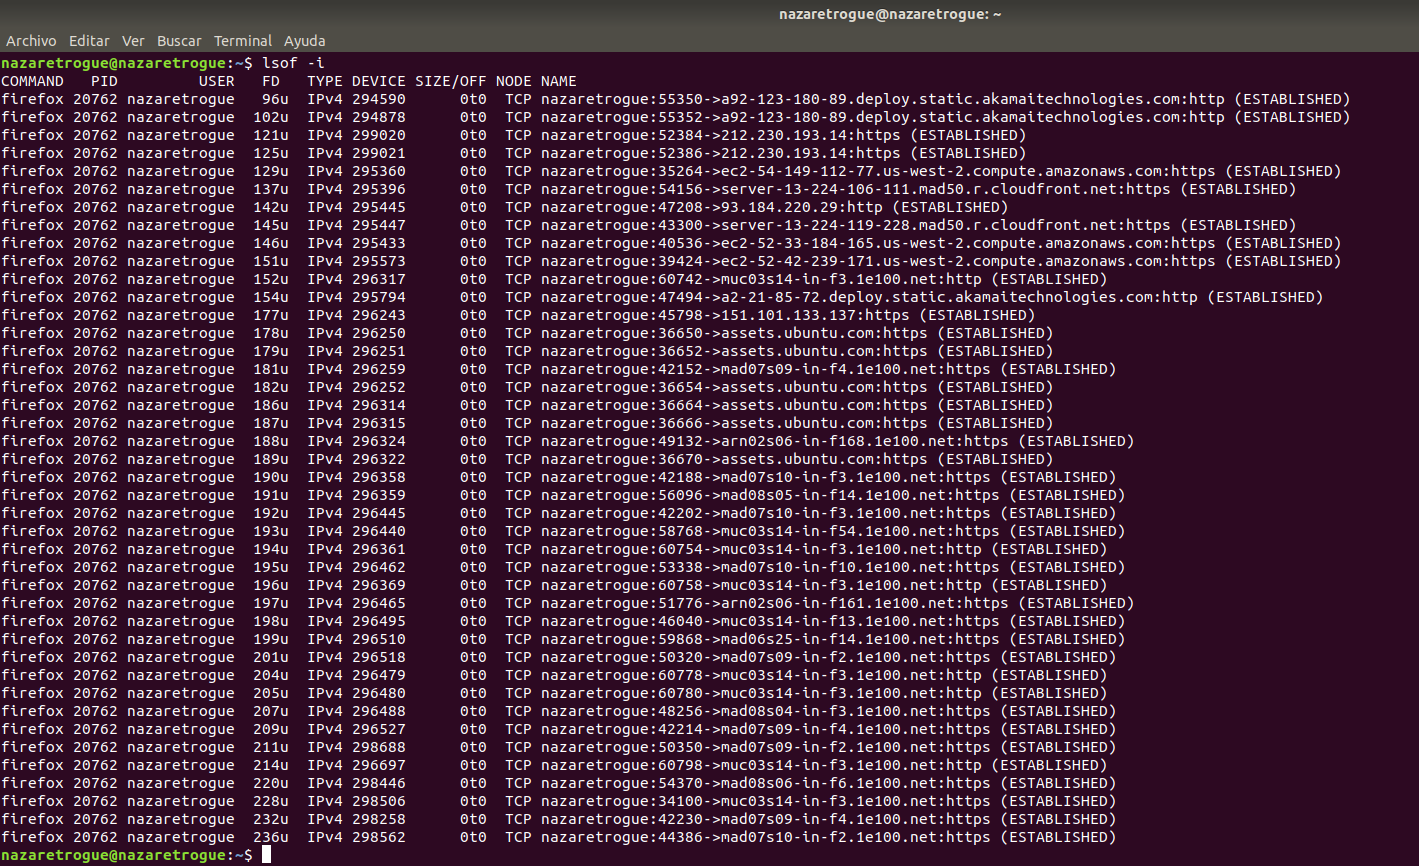 nazaretrogue@nazaretrogue: ~
Archivo Editar Ver Buscar Terminal Ayuda
nazaretrogue@nazaretrogue:~$ lsof -i
COMMAND   PID         USER   FD   TYPE DEVICE SIZE/OFF NODE NAME
firefox 20762 nazaretrogue   96u  IPv4 294590      0t0  TCP nazaretrogue:55350->a92-123-180-89.deploy.static.akamaitechnologies.com:http (ESTABLISHED)
firefox 20762 nazaretrogue  102u  IPv4 294878      0t0  TCP nazaretrogue:55352->a92-123-180-89.deploy.static.akamaitechnologies.com:http (ESTABLISHED)
firefox 20762 nazaretrogue  121u  IPv4 299020      0t0  TCP nazaretrogue:52384->212.230.193.14:https (ESTABLISHED)
firefox 20762 nazaretrogue  125u  IPv4 299021      0t0  TCP nazaretrogue:52386->212.230.193.14:https (ESTABLISHED)
firefox 20762 nazaretrogue  129u  IPv4 295360      0t0  TCP nazaretrogue:35264->ec2-54-149-112-77.us-west-2.compute.amazonaws.com:https (ESTABLISHED)
firefox 20762 nazaretrogue  137u  IPv4 295396      0t0  TCP nazaretrogue:54156->server-13-224-106-111.mad50.r.cloudfront.net:https (ESTABLISHED)
firefox 20762 nazaretrogue  142u  IPv4 295445      0t0  TCP nazaretrogue:47208->93.184.220.29:http (ESTABLISHED)
firefox 20762 nazaretrogue  145u  IPv4 295447      0t0  TCP nazaretrogue:43300->server-13-224-119-228.mad50.r.cloudfront.net:https (ESTABLISHED)
firefox 20762 nazaretrogue  146u  IPv4 295433      0t0  TCP nazaretrogue:40536->ec2-52-33-184-165.us-west-2.compute.amazonaws.com:https (ESTABLISHED)
firefox 20762 nazaretrogue  151u  IPv4 295573      0t0  TCP nazaretrogue:39424->ec2-52-42-239-171.us-west-2.compute.amazonaws.com:https (ESTABLISHED)
firefox 20762 nazaretrogue  152u  IPv4 296317      0t0  TCP nazaretrogue:60742->muc03s14-in-f3.1e100.net:http (ESTABLISHED)
firefox 20762 nazaretrogue  154u  IPv4 295794      0t0  TCP nazaretrogue:47494->a2-21-85-72.deploy.static.akamaitechnologies.com:http (ESTABLISHED)
firefox 20762 nazaretrogue  177u  IPv4 296243      0t0  TCP nazaretrogue:45798->151.101.133.137:https (ESTABLISHED)
firefox 20762 nazaretrogue  178u  IPv4 296250      0t0  TCP nazaretrogue:36650->assets.ubuntu.com:https (ESTABLISHED)
firefox 20762 nazaretrogue  179u  IPv4 296251      0t0  TCP nazaretrogue:36652->assets.ubuntu.com:https (ESTABLISHED)
firefox 20762 nazaretrogue  181u  IPv4 296259      0t0  TCP nazaretrogue:42152->mad07s09-in-f4.1e100.net:https (ESTABLISHED)
firefox 20762 nazaretrogue  182u  IPv4 296252      0t0  TCP nazaretrogue:36654->assets.ubuntu.com:https (ESTABLISHED)
firefox 20762 nazaretrogue  186u  IPv4 296314      0t0  TCP nazaretrogue:36664->assets.ubuntu.com:https (ESTABLISHED)
firefox 20762 nazaretrogue  187u  IPv4 296315      0t0  TCP nazaretrogue:36666->assets.ubuntu.com:https (ESTABLISHED)
firefox 20762 nazaretrogue  188u  IPv4 296324      0t0  TCP nazaretrogue:49132->arn02s06-in-f168.1e100.net:https (ESTABLISHED)
firefox 20762 nazaretrogue  189u  IPv4 296322      0t0  TCP nazaretrogue:36670->assets.ubuntu.com:https (ESTABLISHED)
firefox 20762 nazaretrogue  190u  IPv4 296358      0t0  TCP nazaretrogue:42188->mad07s10-in-f3.1e100.net:https (ESTABLISHED)
firefox 20762 nazaretrogue  191u  IPv4 296359      0t0  TCP nazaretrogue:56096->mad08s05-in-f14.1e100.net:https (ESTABLISHED)
firefox 20762 nazaretrogue  192u  IPv4 296445      0t0  TCP nazaretrogue:42202->mad07s10-in-f3.1e100.net:https (ESTABLISHED)
firefox 20762 nazaretrogue  193u  IPv4 296440      0t0  TCP nazaretrogue:58768->muc03s14-in-f54.1e100.net:https (ESTABLISHED)
firefox 20762 nazaretrogue  194u  IPv4 296361      0t0  TCP nazaretrogue:60754->muc03s14-in-f3.1e100.net:http (ESTABLISHED)
firefox 20762 nazaretrogue  195u  IPv4 296462      0t0  TCP nazaretrogue:53338->mad07s10-in-f10.1e100.net:https (ESTABLISHED)
firefox 20762 nazaretrogue  196u  IPv4 296369      0t0  TCP nazaretrogue:60758->muc03s14-in-f3.1e100.net:http (ESTABLISHED)
firefox 20762 nazaretrogue  197u  IPv4 296465      0t0  TCP nazaretrogue:51776->arn02s06-in-f161.1e100.net:https (ESTABLISHED)
firefox 20762 nazaretrogue  198u  IPv4 296495      0t0  TCP nazaretrogue:46040->muc03s14-in-f13.1e100.net:https (ESTABLISHED)
firefox 20762 nazaretrogue  199u  IPv4 296510      0t0  TCP nazaretrogue:59868->mad06s25-in-f14.1e100.net:https (ESTABLISHED)
firefox 20762 nazaretrogue  201u  IPv4 296518      0t0  TCP nazaretrogue:50320->mad07s09-in-f2.1e100.net:https (ESTABLISHED)
firefox 20762 nazaretrogue  204u  IPv4 296479      0t0  TCP nazaretrogue:60778->muc03s14-in-f3.1e100.net:http (ESTABLISHED)
firefox 20762 nazaretrogue  205u  IPv4 296480      0t0  TCP nazaretrogue:60780->muc03s14-in-f3.1e100.net:http (ESTABLISHED)
firefox 20762 nazaretrogue  207u  IPv4 296488      0t0  TCP nazaretrogue:48256->mad08s04-in-f3.1e100.net:https (ESTABLISHED)
firefox 20762 nazaretrogue  209u  IPv4 296527      0t0  TCP nazaretrogue:42214->mad07s09-in-f4.1e100.net:https (ESTABLISHED)
firefox 20762 nazaretrogue  211u  IPv4 298688      0t0  TCP nazaretrogue:50350->mad07s09-in-f2.1e100.net:https (ESTABLISHED)
firefox 20762 nazaretrogue  214u  IPv4 296697      0t0  TCP nazaretrogue:60798->muc03s14-in-f3.1e100.net:http (ESTABLISHED)
firefox 20762 nazaretrogue  220u  IPv4 298446      0t0  TCP nazaretrogue:54370->mad08s06-in-f6.1e100.net:https (ESTABLISHED)
firefox 20762 nazaretrogue  228u  IPv4 298506      0t0  TCP nazaretrogue:34100->muc03s14-in-f3.1e100.net:https (ESTABLISHED)
firefox 20762 nazaretrogue  232u  IPv4 298258      0t0  TCP nazaretrogue:42230->mad07s09-in-f4.1e100.net:https (ESTABLISHED)
firefox 20762 nazaretrogue  236u  IPv4 298562      0t0  TCP nazaretrogue:44386->mad07s10-in-f2.1e100.net:https (ESTABLISHED)
nazaretrogue@nazaretrogue:~$